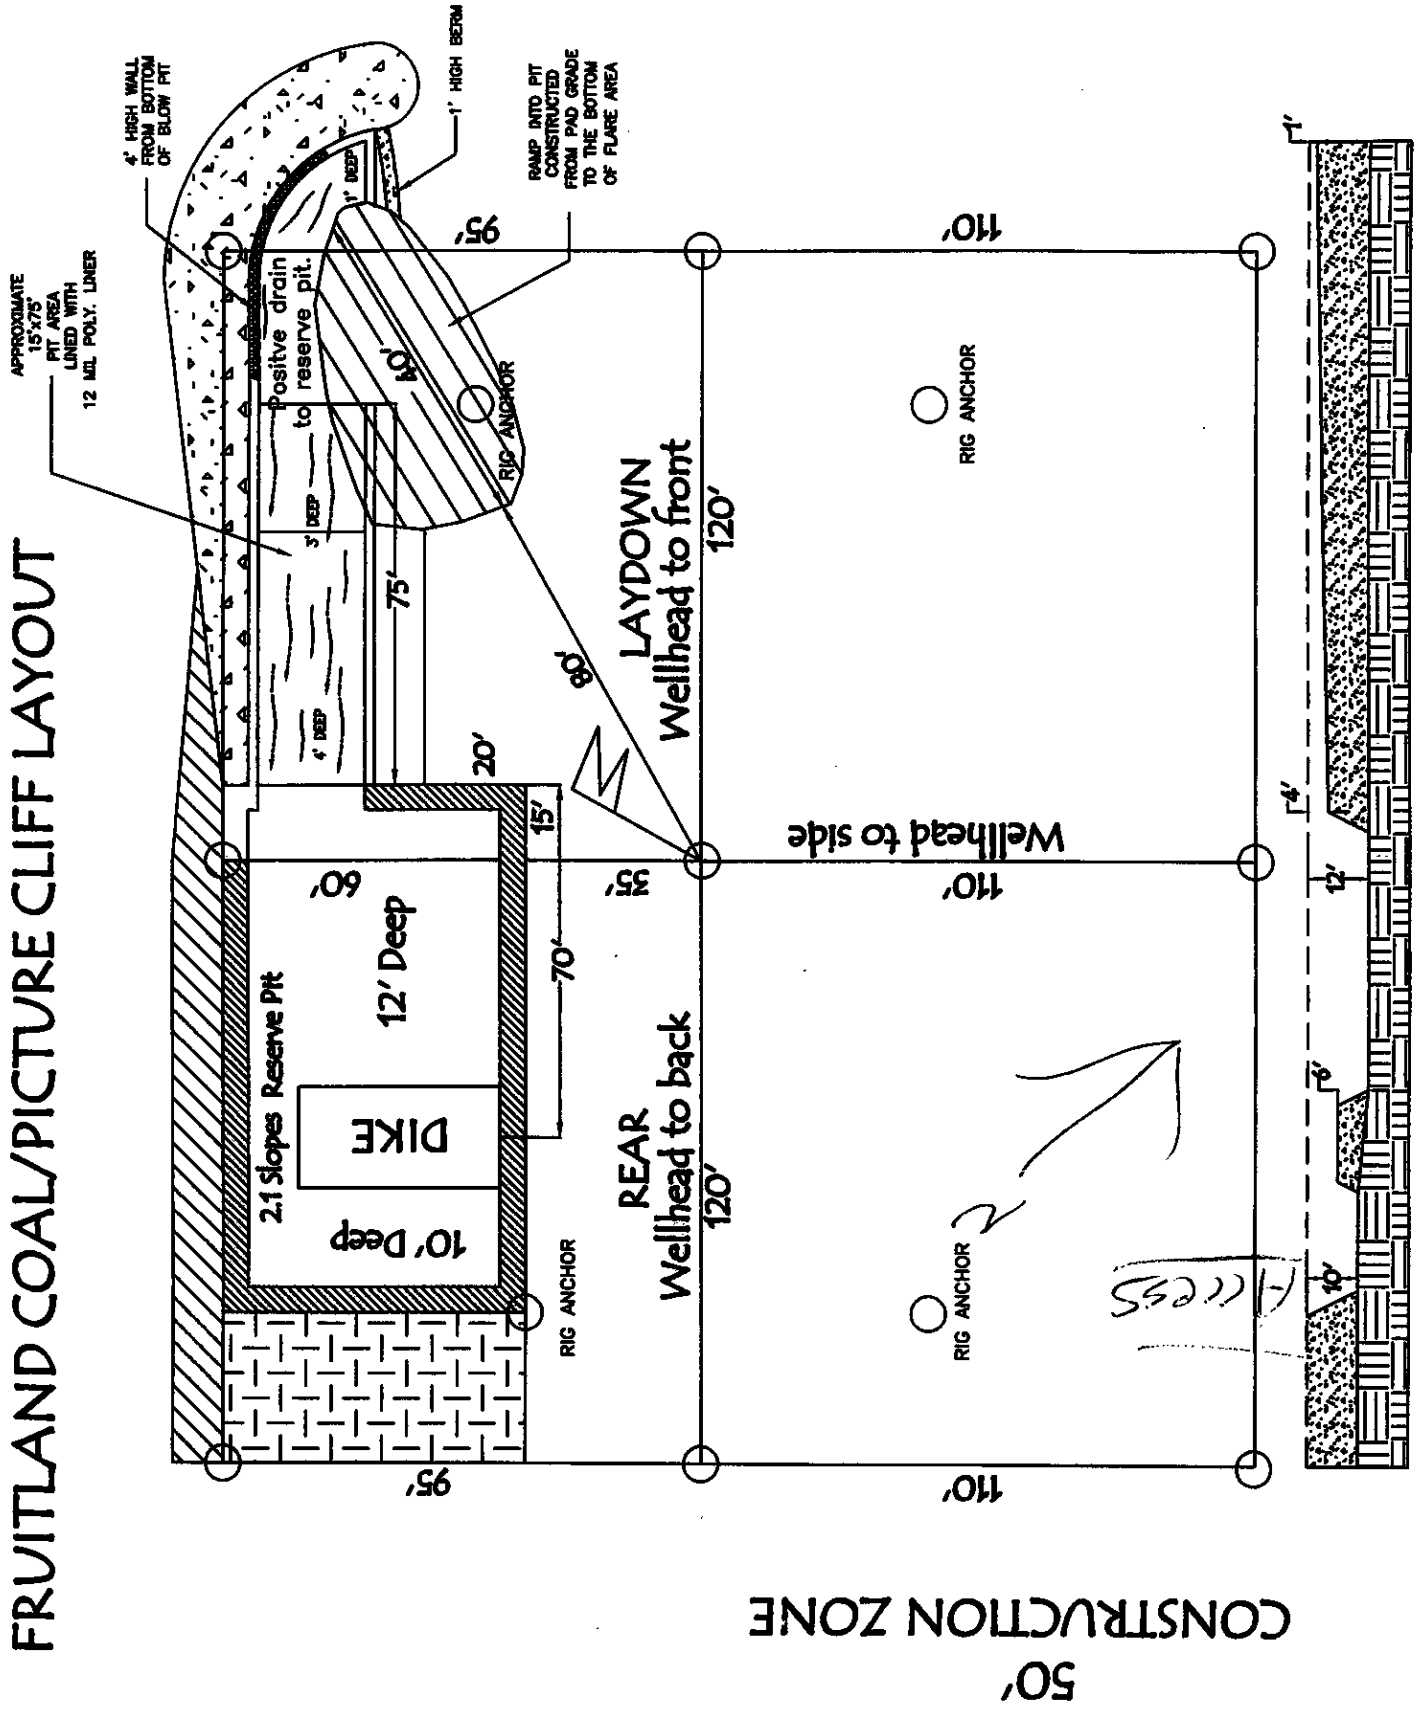 FRUITLAND COAL/PICTURE CLIFF LAYOUT
APPROXIMATE
15'x75'
PIT AREA
LINED WITH
12 MIL POLY. LINER
4' HIGH WALL
FROM BOTTOM
OF BLOW PIT
1' HIGH BERM
RAMP INTO PIT
CONSTRUCTED
FROM PAD GRADE
TO THE BOTTOM
OF FLARE AREA
1' DEEP
Positve drain
to reserve pit.
3' DEEP
4' DEEP
75'
40'
RIG ANCHOR
95'
80'
20'
15'
70'
60'
35'
2.1 Slopes Reserve Pit
12' Deep
DIKE
10' Deep
RIG ANCHOR
95'
LAYDOWN
Wellhead to front
120'
REAR
Wellhead to back
120'
Wellhead to side
110'
110'
110'
RIG ANCHOR
RIG ANCHOR
N
Access
1'
4'
12'
6'
10'
50'
CONSTRUCTION ZONE